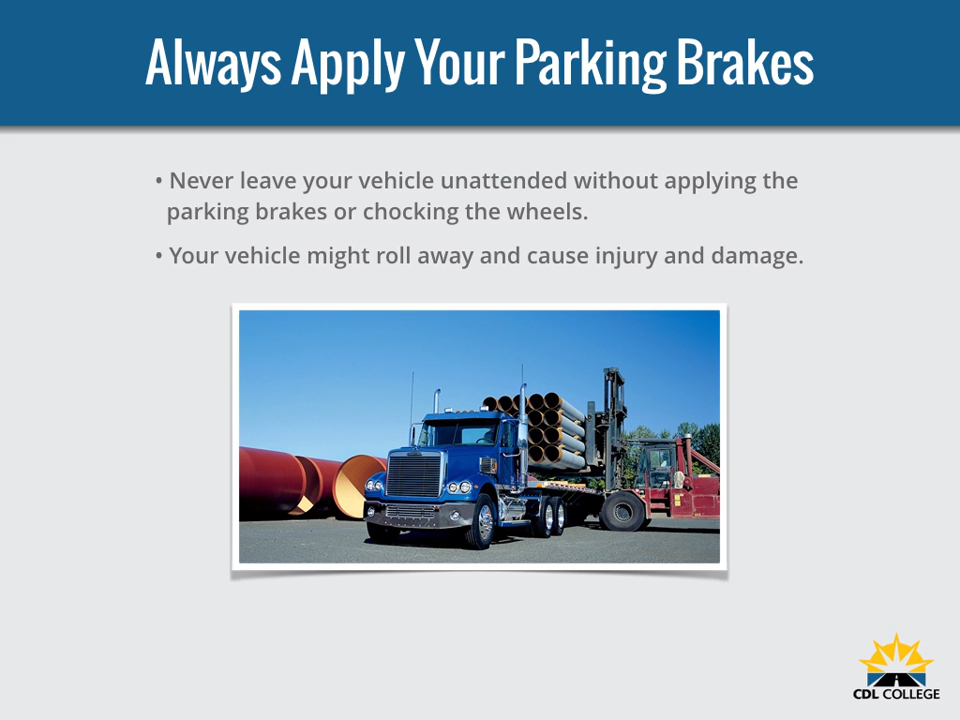 Always Apply Your Parking Brakes
• Never leave your vehicle unattended without applying the
parking brakes or chocking the wheels.
• Your vehicle might roll away and cause injury and damage.
CDL COLLEGE